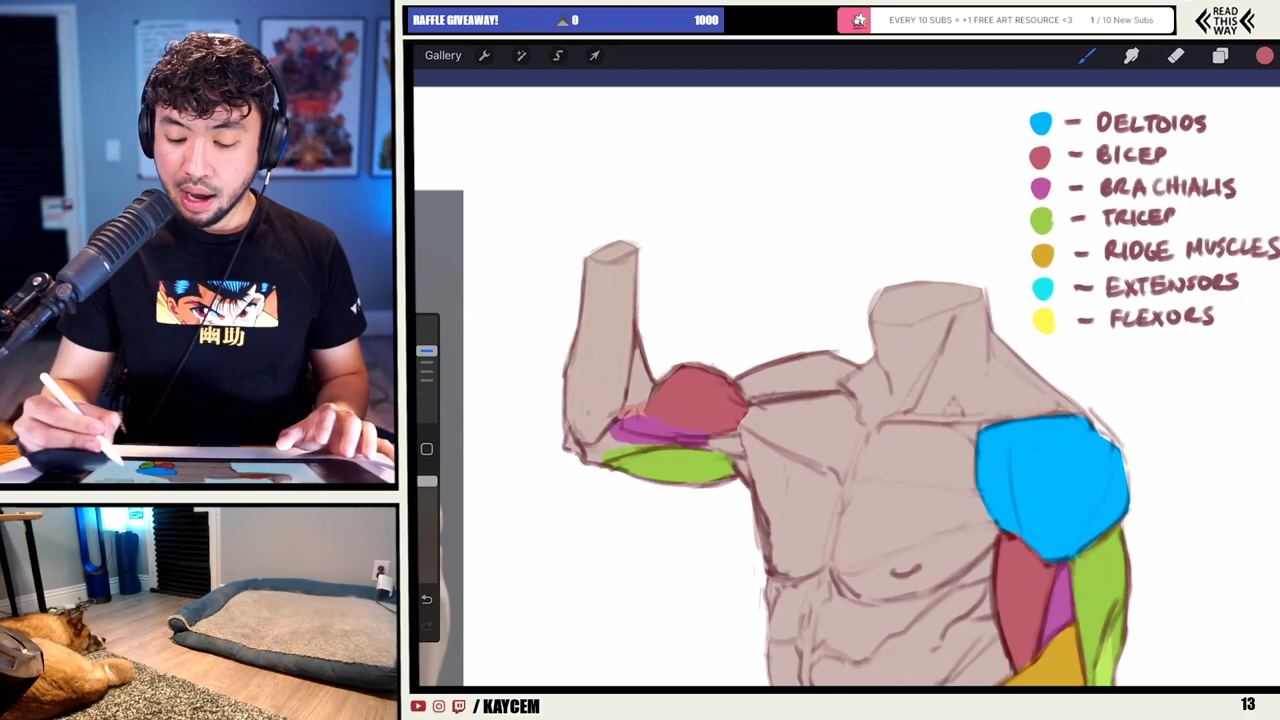 RAFFLE GIVEAWAY! 0 1000
EVERY 10 SUBS = +1 FREE ART RESOURCE <3 1 / 10 New Subs
READ
THIS
WAY
Gallery
- DELTOIDS
- BICEP
- BRACHIALIS
- TRICEP
- RIDGE MUSCLES
- EXTENSORS
- FLEXORS
幽助
/ KAYCEM
13